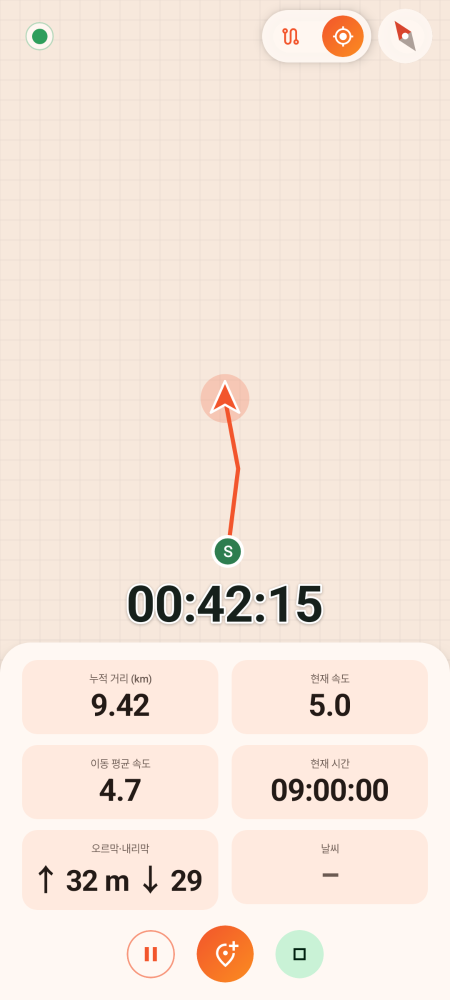 S
00:42:15
누적 거리 (km)
현재 속도
9.42
5.0
이동 평균 속도
현재 시간
4.7
09:00:00
오르막·내리막
날씨
↑ 32 m ↓ 29
–